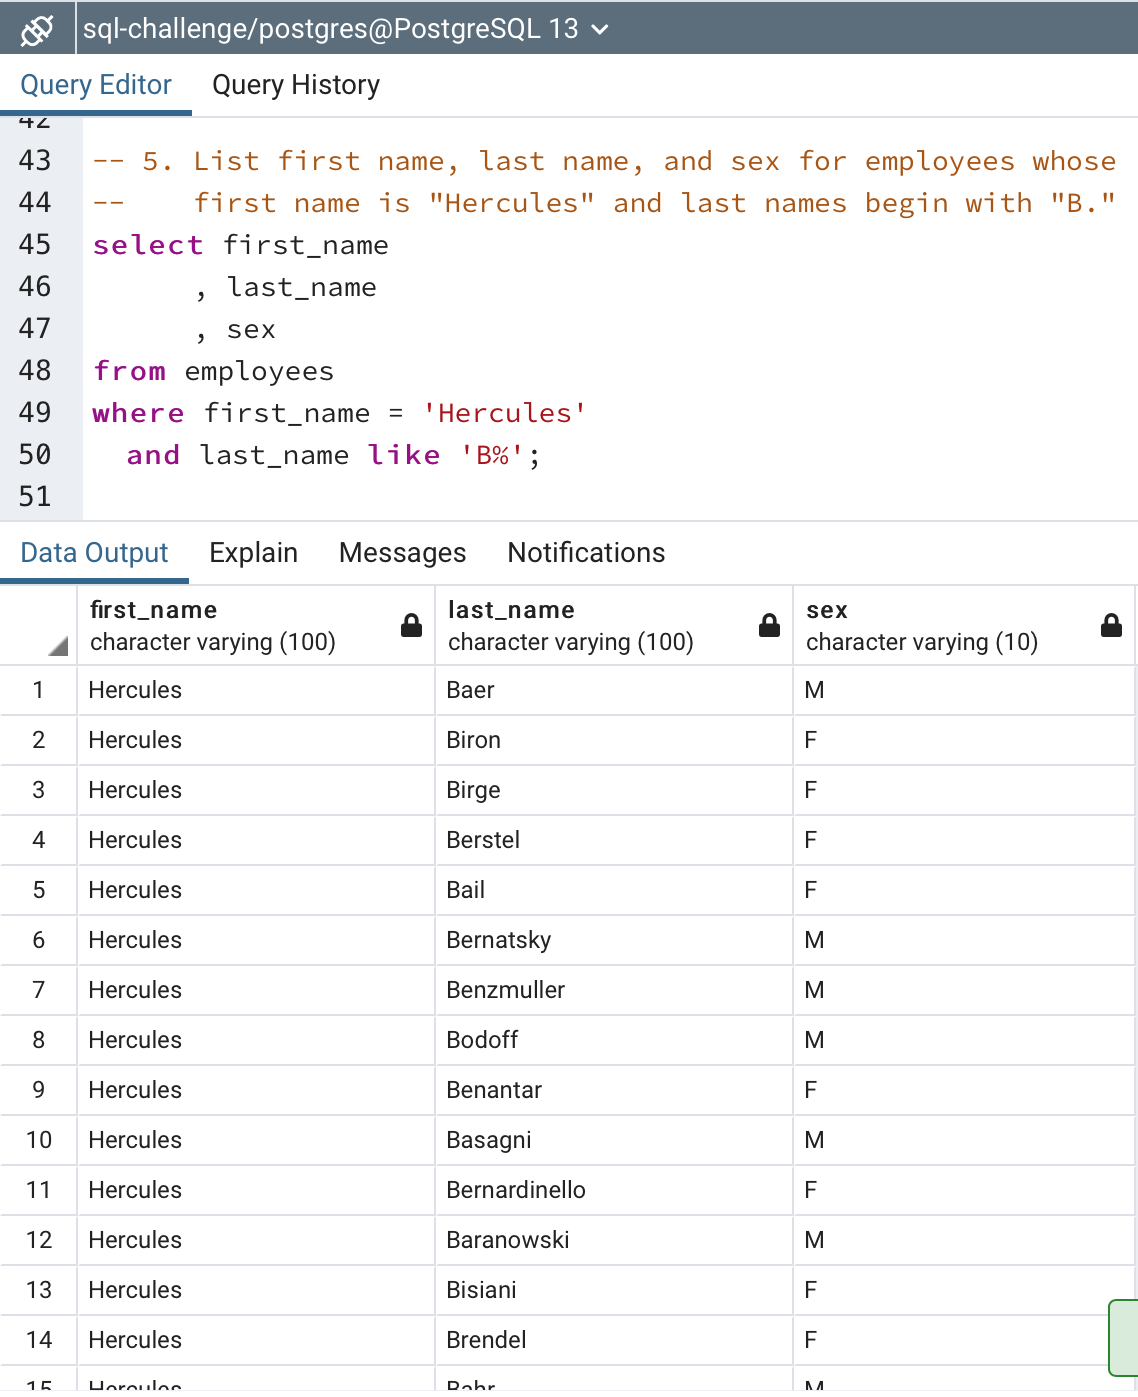 sql-challenge/postgres@PostgreSQL 13
Query Editor Query History
42
43 -- 5. List first name, last name, and sex for employees whose
44 --    first name is "Hercules" and last names begin with "B."
45 select first_name
46      , last_name
47      , sex
48 from employees
49 where first_name = 'Hercules'
50   and last_name like 'B%';
51
Data Output Explain Messages Notifications
first_name last_name sex
character varying (100) character varying (100) character varying (10)
1 Hercules Baer M
2 Hercules Biron F
3 Hercules Birge F
4 Hercules Berstel F
5 Hercules Bail F
6 Hercules Bernatsky M
7 Hercules Benzmuller M
8 Hercules Bodoff M
9 Hercules Benantar F
10 Hercules Basagni M
11 Hercules Bernardinello F
12 Hercules Baranowski M
13 Hercules Bisiani F
14 Hercules Brendel F
15 Hercules Bahr M